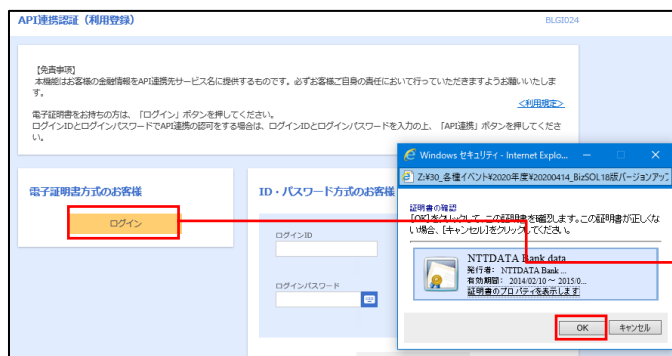 API連携認証（利用登録）
BLGI024
【免責事項】
本機能はお客様の金融情報をAPI連携先サービス名に提供するものです。必ずお客様ご自身の責任において行っていただきますようお願いいたしま
す。
<利用規定>
電子証明書をお持ちの方は、「ログイン」ボタンを押してください。
ログインIDとログインパスワードでAPI連携の認可をする場合は、ログインIDとログインパスワードを入力の上、「API連携」ボタンを押してくださ
い。
電子証明書方式のお客様
ログイン
ID・パスワード方式のお客様
ログインID
ログインパスワード
Windows セキュリティ - Internet Explo...
Z:¥30_各種イベント¥2020年度¥20200414_BizSOL18版バージョンアップ
証明書の確認
[OK]をクリックして、この証明書を確認します。この証明書が正しくな
い場合、[キャンセル]をクリックしてください。
NTTDATA Bank data
発行者: NTTDATA Bank ...
有効期間: 2014/02/10 ～ 2015/0...
証明書のプロパティを表示します
OK
キャンセル